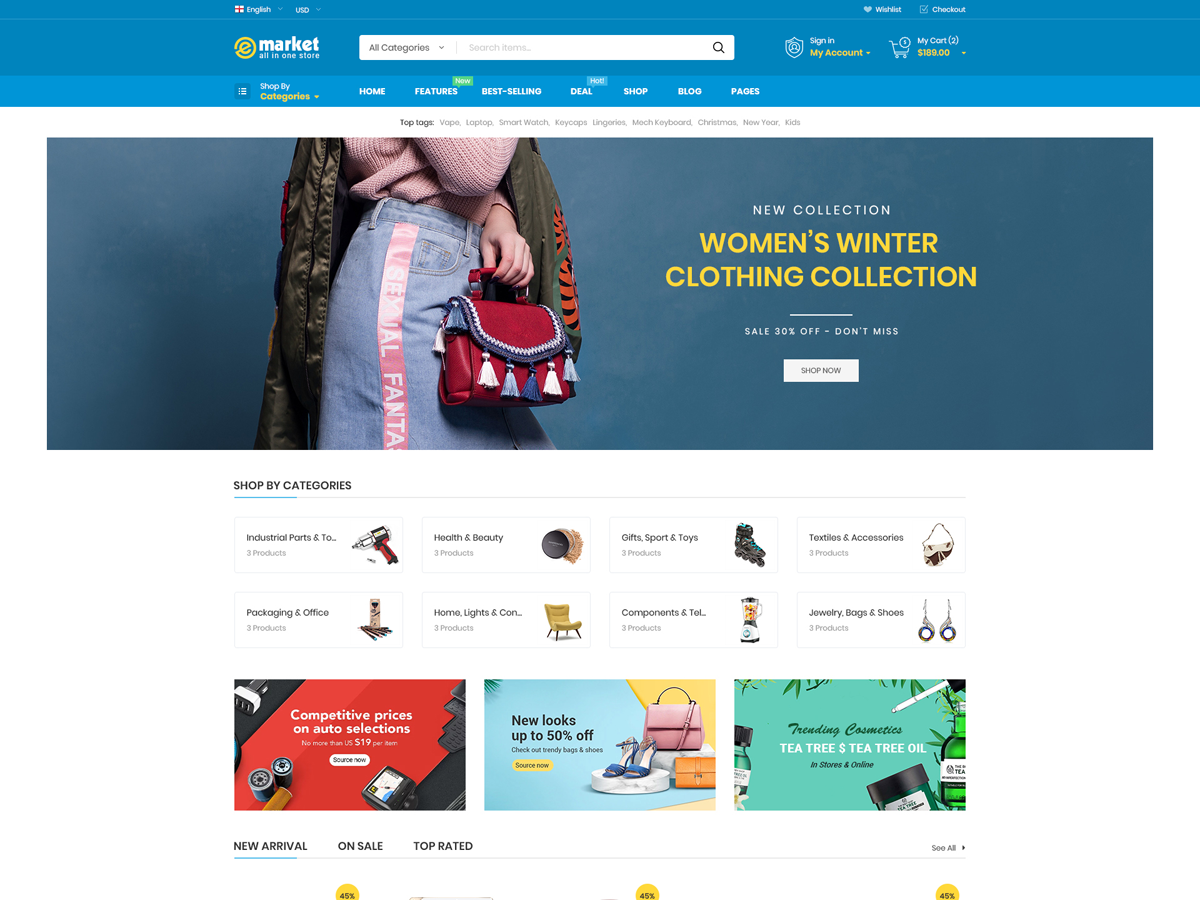 English USD Wishlist Checkout
e market
all in one store
All Categories Search items...
Sign in
My Account
$
My Cart (2)
$189.00
Shop By
Categories
New
Hot!
HOME FEATURES BEST-SELLING DEAL SHOP BLOG PAGES
Top tags: Vape, Laptop, Smart Watch, Keycaps Lingeries, Mech Keyboard, Christmas, New Year, Kids
SEXUAL FANTA
NEW COLLECTION
WOMEN'S WINTER
CLOTHING COLLECTION
SALE 30% OFF - DON'T MISS
SHOP NOW
SHOP BY CATEGORIES
Industrial Parts & To...
3 Products
Health & Beauty
3 Products
Gifts, Sport & Toys
3 Products
Textiles & Accessories
3 Products
Packaging & Office
3 Products
Home, Lights & Con...
3 Products
Components & Tel...
3 Products
Jewelry, Bags & Shoes
3 Products
Competitive prices
on auto selections
No more than US $19 per item
Source now
New looks
up to 50% off
Check out trendy bags & shoes
Source now
Trending Cosmetics
TEA TREE $ TEA TREE OIL
In Stores & Online
TEA TREE
NEW ARRIVAL ON SALE TOP RATED See All
45% 45% 45%